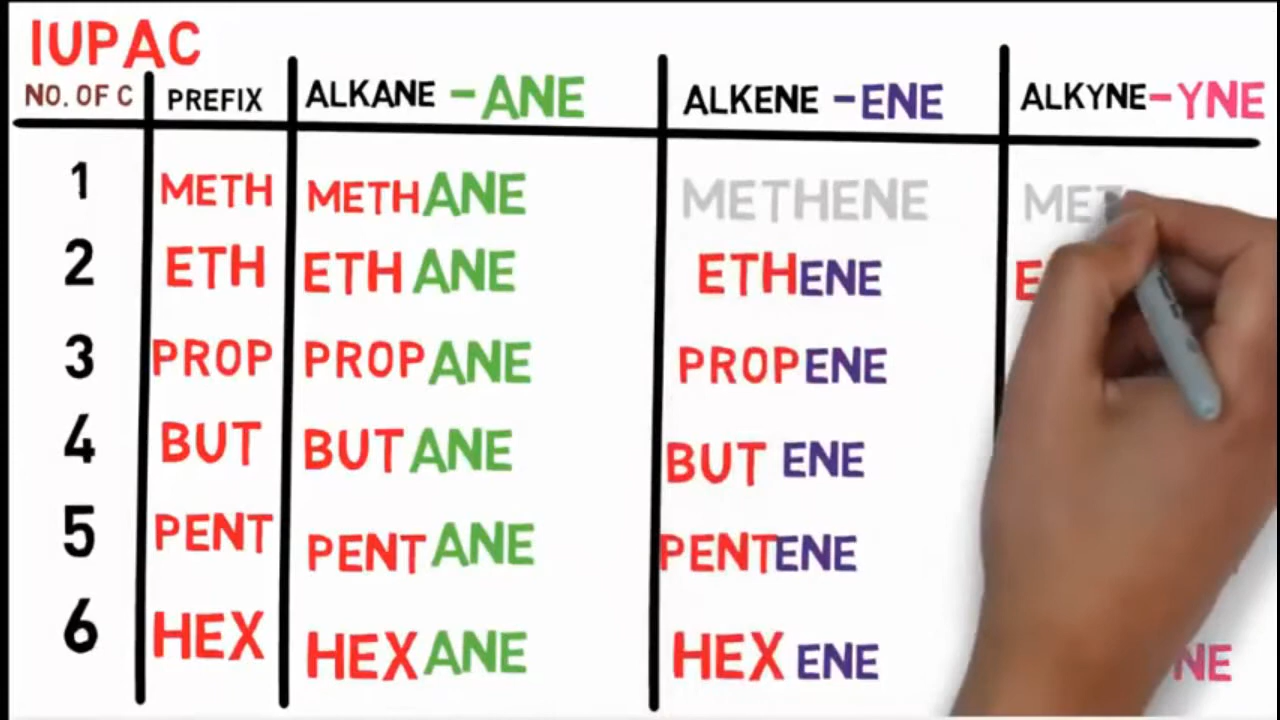 IUPAC
NO. OF C PREFIX ALKANE -ANE ALKENE -ENE ALKYNE-YNE
1 METH METHANE METHENE
2 ETH ETHANE ETHENE
3 PROP PROPANE PROPENE
4 BUT BUTANE BUT ENE
5 PENT PENTANE PENTENE
6 HEX HEXANE HEX ENE